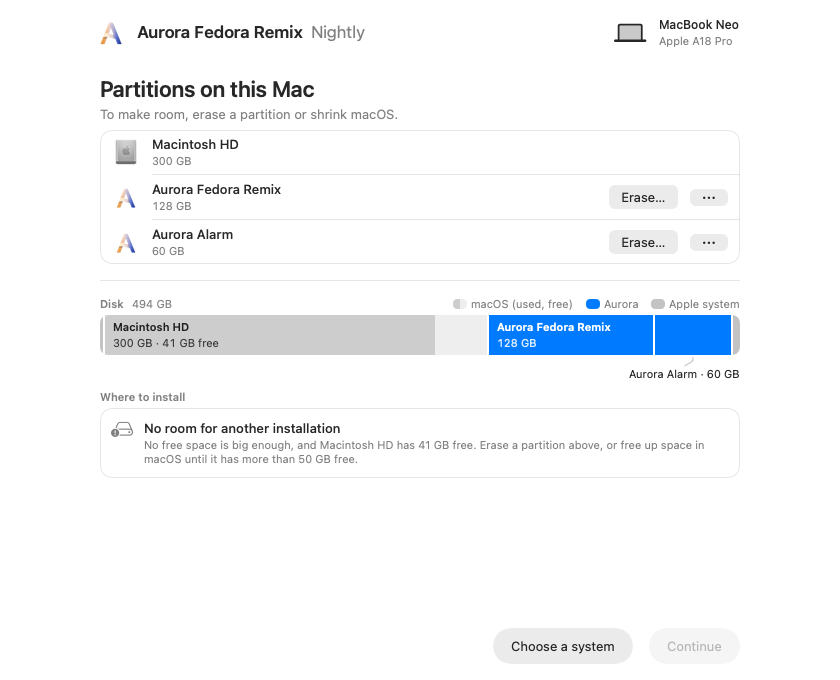 Aurora Fedora Remix Nightly
MacBook Neo
Apple A18 Pro
Partitions on this Mac
To make room, erase a partition or shrink macOS.
Macintosh HD
300 GB
Aurora Fedora Remix
128 GB
Erase...
Aurora Alarm
60 GB
Erase...
Disk 494 GB
macOS (used, free)
Aurora
Apple system
Macintosh HD
300 GB · 41 GB free
Aurora Fedora Remix
128 GB
Aurora Alarm · 60 GB
Where to install
No room for another installation
No free space is big enough, and Macintosh HD has 41 GB free. Erase a partition above, or free up space in
macOS until it has more than 50 GB free.
Choose a system
Continue